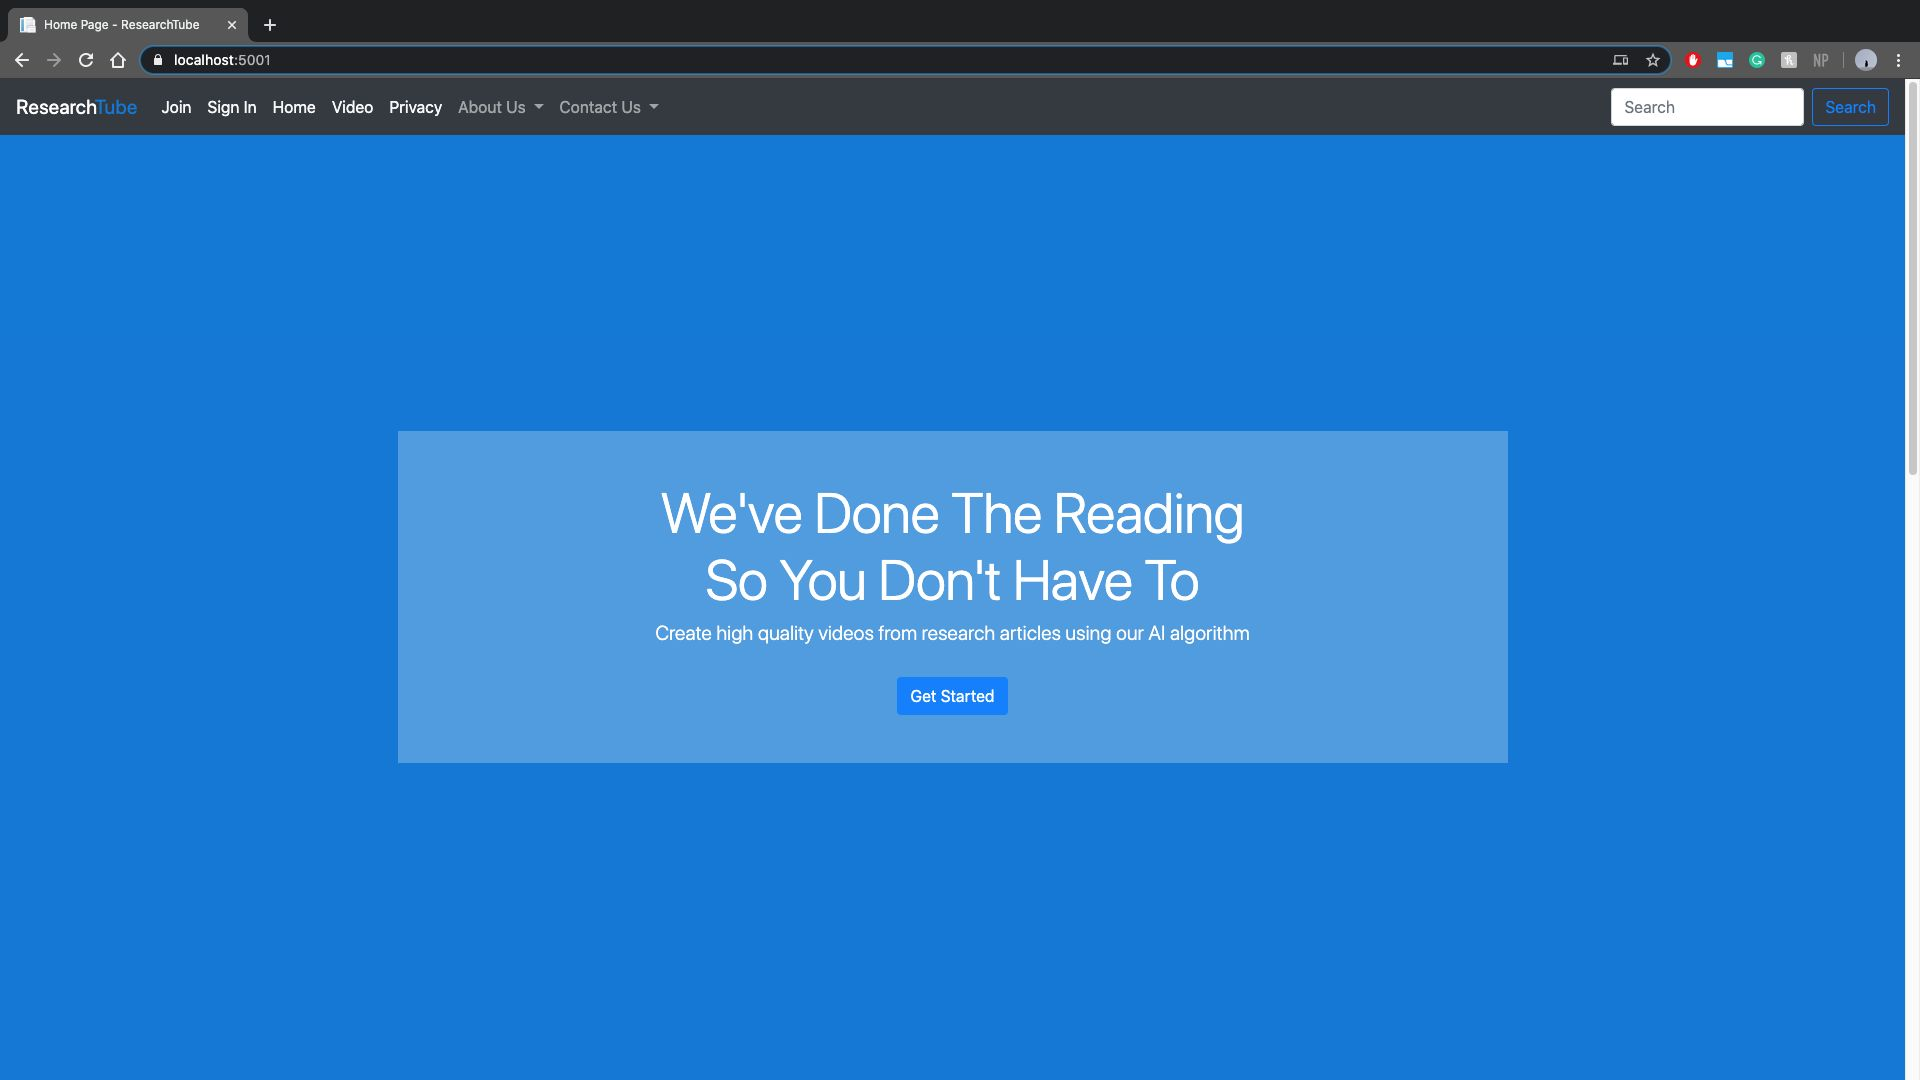 Home Page - ResearchTube
localhost:5001
NP
ResearchTube Join Sign In Home Video Privacy About Us Contact Us Search Search
We've Done The Reading
So You Don't Have To
Create high quality videos from research articles using our AI algorithm
Get Started